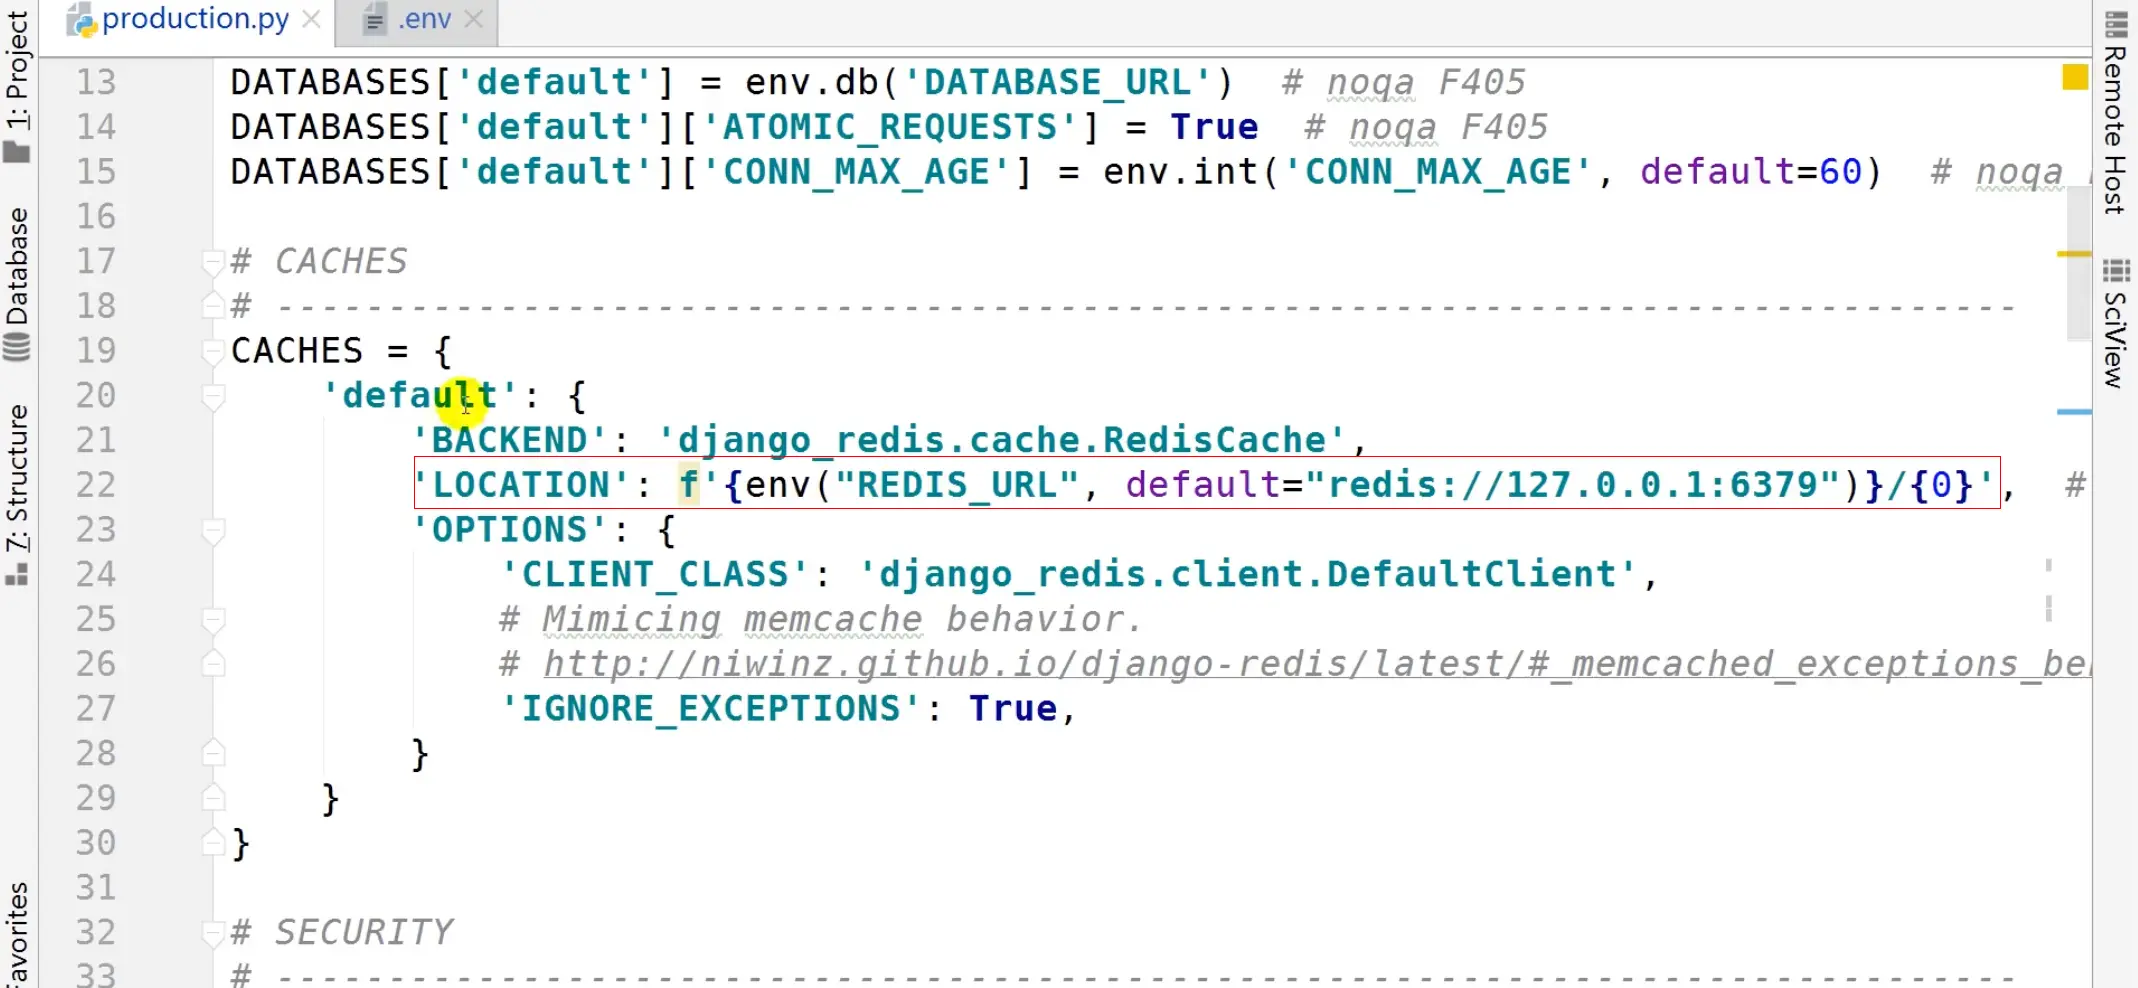 production.py
.env
1: Project
Database
7: Structure
Favorites
13 DATABASES['default'] = env.db('DATABASE_URL')  # noqa F405
14 DATABASES['default']['ATOMIC_REQUESTS'] = True  # noqa F405
15 DATABASES['default']['CONN_MAX_AGE'] = env.int('CONN_MAX_AGE', default=60)  # noqa
16
17 # CACHES
18 # ------------------------------------------------------------------------------
19 CACHES = {
20     'default': {
21         'BACKEND': 'django_redis.cache.RedisCache',
22         'LOCATION': f'{env("REDIS_URL", default="redis://127.0.0.1:6379")}/{0}',  #
23         'OPTIONS': {
24             'CLIENT_CLASS': 'django_redis.client.DefaultClient',
25             # Mimicing memcache behavior.
26             # http://niwinz.github.io/django-redis/latest/#_memcached_exceptions_be
27             'IGNORE_EXCEPTIONS': True,
28         }
29     }
30 }
31
32 # SECURITY
33 # ------------------------------------------------------------------------------
Remote Host
SciView